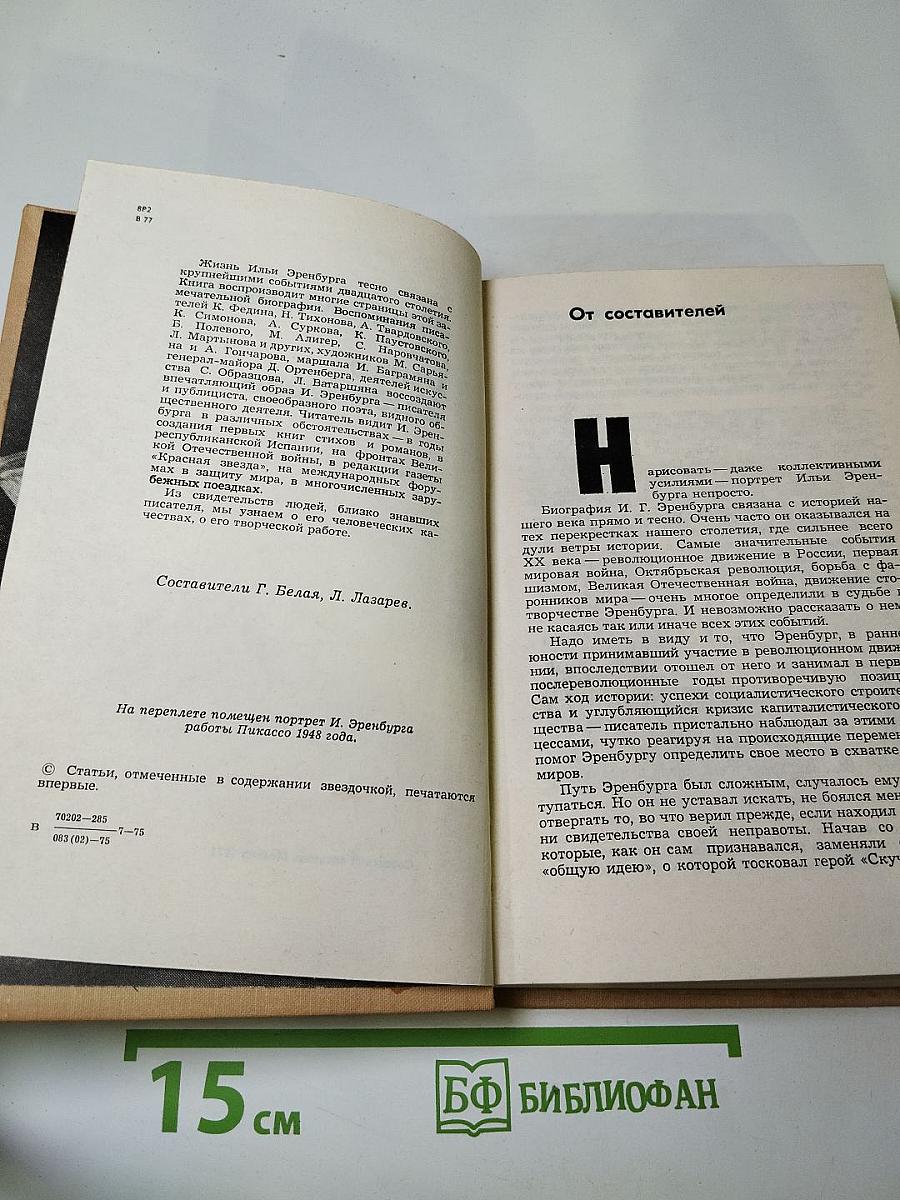 8Р2
В 77
Жизнь Ильи Эренбурга тесно связана с
крупнейшими событиями двадцатого столетия.
Книга воспроизводит многие страницы этой за-
мечательной биографии. Воспоминания писа-
телей К. Федина, Н. Тихонова, А. Твардовского,
К. Симонова, А. Суркова, К. Паустовского,
Б. Полевого, М. Алигер, С. Наровчатова,
Л. Мартынова и других, художников М. Сарья-
на и А. Гончарова, маршала И. Баграмяна и
генерал-майора Д. Ортенберга, деятелей искус-
ства С. Образцова, Л. Ватаршяна воссоздают
впечатляющий образ И. Эренбурга — писателя
и публициста, своеобразного поэта, видного об-
щественного деятеля. Читатель видит И. Эрен-
бурга в различных обстоятельствах — в годы
создания первых книг стихов и романов, в
республиканской Испании, на фронтах Вели-
кой Отечественной войны, в редакции газеты
«Красная звезда», на международных фору-
мах в защиту мира, в многочисленных зару-
бежных поездках.
Из свидетельств людей, близко знавших
писателя, мы узнаем о его человеческих ка-
чествах, о его творческой работе.
Составители Г. Белая, Л. Лазарев.
На переплете помещен портрет И. Эренбурга
работы Пикассо 1948 года.
© Статьи, отмеченные в содержании звездочкой, печатаются
впервые.
В 70202—285
083(02)—75 7—75
От составителей
Нарисовать — даже коллективными
усилиями — портрет Ильи Эрен-
бурга непросто.
Биография И. Г. Эренбурга связана с историей на-
шего века прямо и тесно. Очень часто он оказывался на
тех перекрестках нашего столетия, где сильнее всего
дули ветры истории. Самые значительные события
XX века — революционное движение в России, первая
мировая война, Октябрьская революция, борьба с фа-
шизмом, Великая Отечественная война, движение сто-
ронников мира — очень многое определили в судьбе и
творчестве Эренбурга. И невозможно рассказать о нем,
не касаясь так или иначе всех этих событий.
Надо иметь в виду и то, что Эренбург, в ранне
юности принимавший участие в революционном движ
нии, впоследствии отошел от него и занимал в перв
послереволюционные годы противоречивую позиц
Сам ход истории: успехи социалистического строите
ства и углубляющийся кризис капиталистического
щества — писатель пристально наблюдал за этими
цессами, чутко реагируя на происходящие перемен
помог Эренбургу определить свое место в схватке
миров.
Путь Эренбурга был сложным, случалось ему
тупаться. Но он не уставал искать, не боялся мен
отвергать то, во что верил прежде, если находил
ни свидетельства своей неправоты. Начав со
которые, как он сам признавался, заменяли
«общую идею», о которой тосковал герой «Скуч
15 см
БФ БИБЛИОФАН